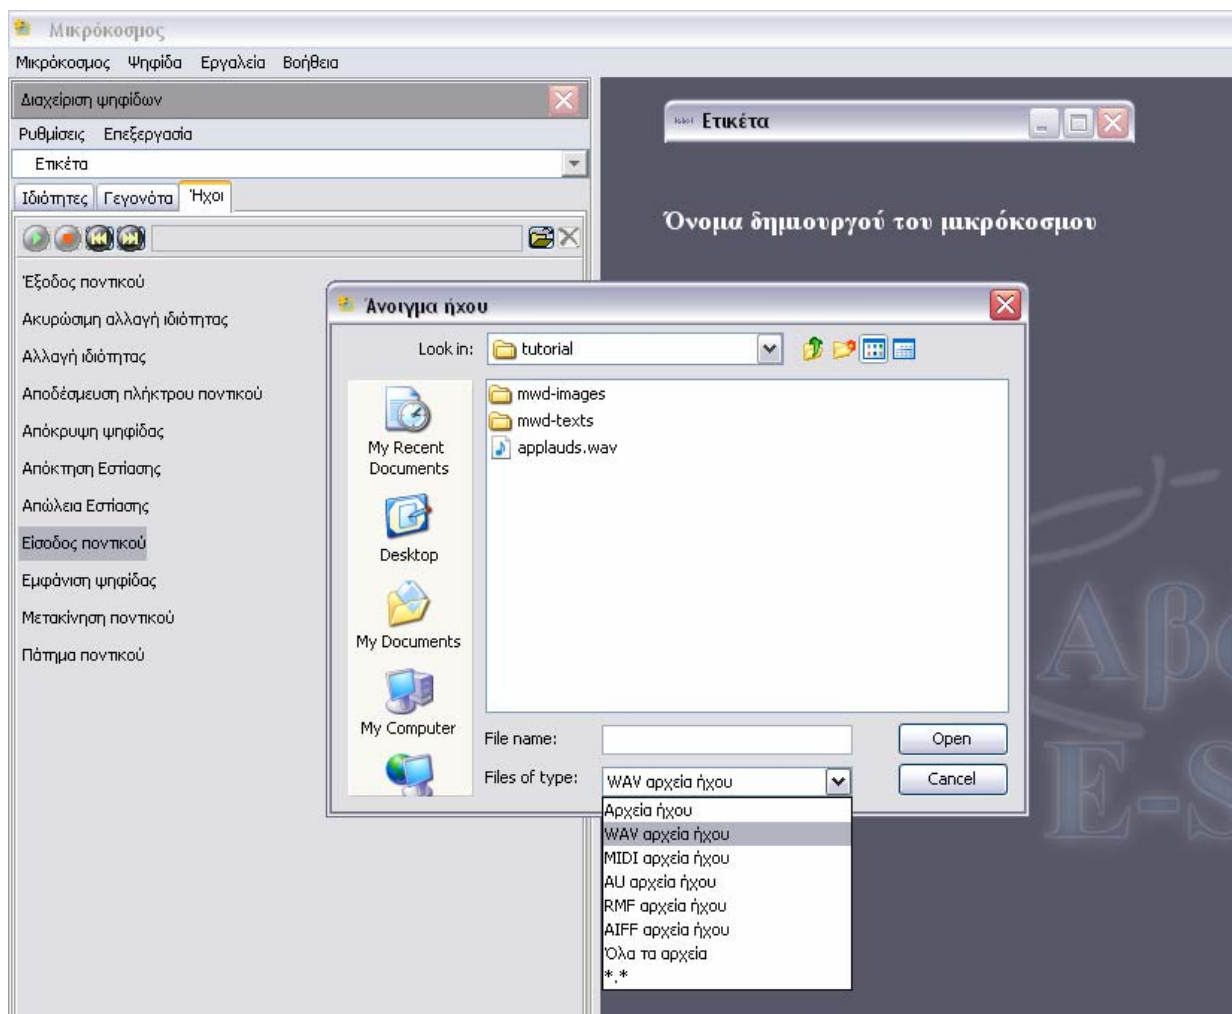 Μικρόκοσμος
Μικρόκοσμος Ψηφίδα Εργαλεία Βοήθεια
Διαχείριση ψηφίδων
Ρυθμίσεις Επεξεργασία
Ετικέτα
Ιδιότητες Γεγονότα Ήχοι
Έξοδος ποντικού
Ακυρώσιμη αλλαγή ιδιότητας
Αλλαγή ιδιότητας
Αποδέσμευση πλήκτρου ποντικού
Απόκρυψη ψηφίδας
Απόκτηση Εστίασης
Απώλεια Εστίασης
Είσοδος ποντικού
Εμφάνιση ψηφίδας
Μετακίνηση ποντικού
Πάτημα ποντικού
Ετικέτα
Όνομα δημιουργού του μικρόκοσμου
Άνοιγμα ήχου
Look in: tutorial
My Recent Documents
Desktop
My Documents
My Computer
mwd-images
mwd-texts
applauds.wav
File name:
Open
Files of type: WAV αρχεία ήχου
Cancel
Αρχεία ήχου
WAV αρχεία ήχου
MIDI αρχεία ήχου
AU αρχεία ήχου
RMF αρχεία ήχου
AIFF αρχεία ήχου
Όλα τα αρχεία
*.*
Αβ
E-S